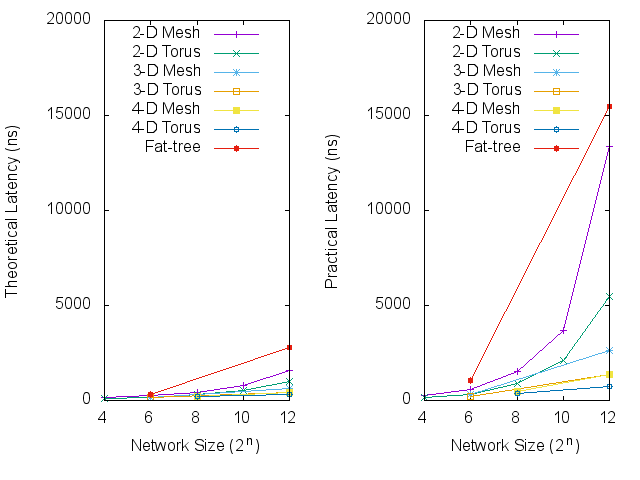 Theoretical Latency (ns)
20000
15000
10000
5000
0
4
6
8
10
12
Network Size (2^n)
2-D Mesh
2-D Torus
3-D Mesh
3-D Torus
4-D Mesh
4-D Torus
Fat-tree
Practical Latency (ns)
20000
15000
10000
5000
0
4
6
8
10
12
Network Size (2^n)
2-D Mesh
2-D Torus
3-D Mesh
3-D Torus
4-D Mesh
4-D Torus
Fat-tree